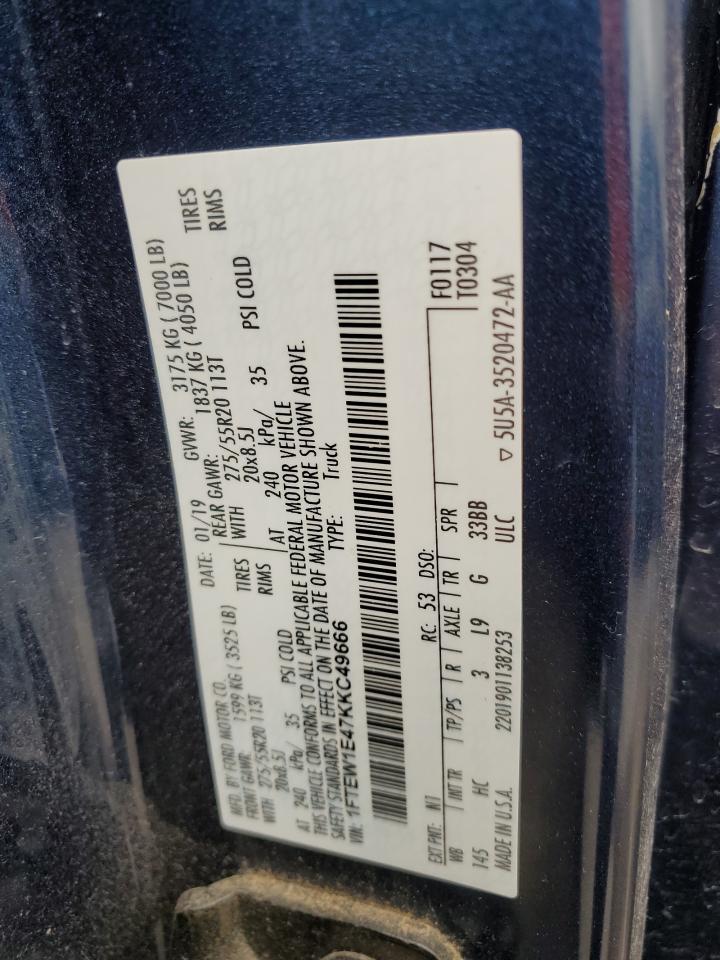 MFD. BY FORD MOTOR CO. DATE: 01/19 GVWR: 3175 KG ( 7000 LB)
FRONT GAWR: 1599 KG ( 3525 LB) REAR GAWR: 1837 KG ( 4050 LB)
WITH 275/55R20 113T TIRES WITH 275/55R20 113T TIRES
20x8.5J RIMS 20x8.5J RIMS
AT 240 kPa/ 35 PSI COLD AT 240 kPa/ 35 PSI COLD
THIS VEHICLE CONFORMS TO ALL APPLICABLE FEDERAL MOTOR VEHICLE
SAFETY STANDARDS IN EFFECT ON THE DATE OF MANUFACTURE SHOWN ABOVE.
VIN: 1FTEW1E47KKC49666 TYPE: Truck
F0117
T0304
EXT PNT: N1 RC: 53 DSO:
WB INT TR TP/PS R AXLE TR SPR
145 HC 3 L9 G 33BB
MADE IN U.S.A. 2201901138253 ULC ▽ 5U5A-3520472-AA